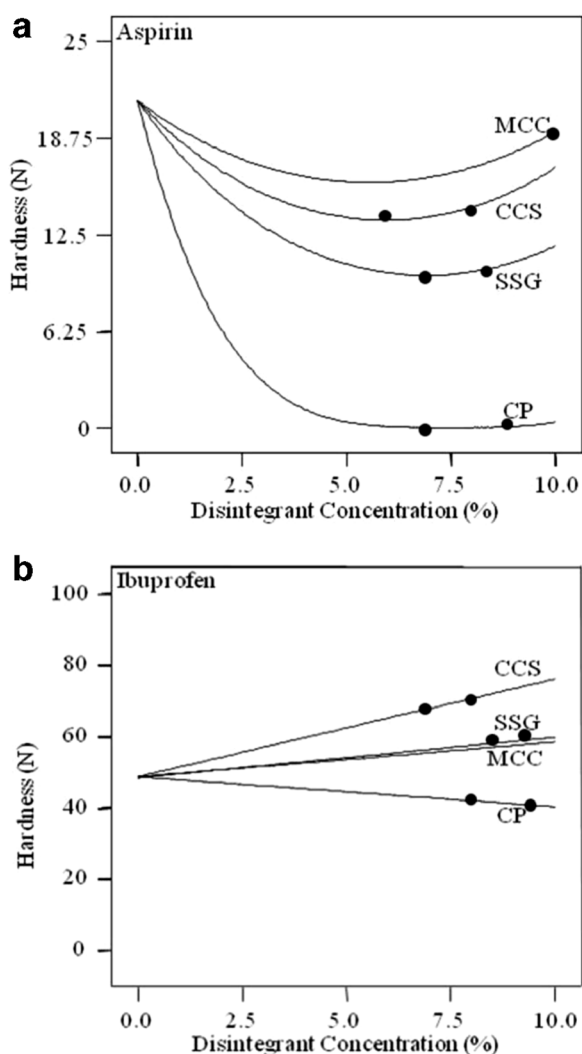 a
Aspirin
25
MCC
18.75
CCS
12.5
SSG
6.25
CP
0
Hardness (N)
0.0 2.5 5.0 7.5 10.0
Disintegrant Concentration (%)
b
Ibuprofen
100
80
CCS
60
SSG
MCC
40
CP
20
0
Hardness (N)
0.0 2.5 5.0 7.5 10.0
Disintegrant Concentration (%)